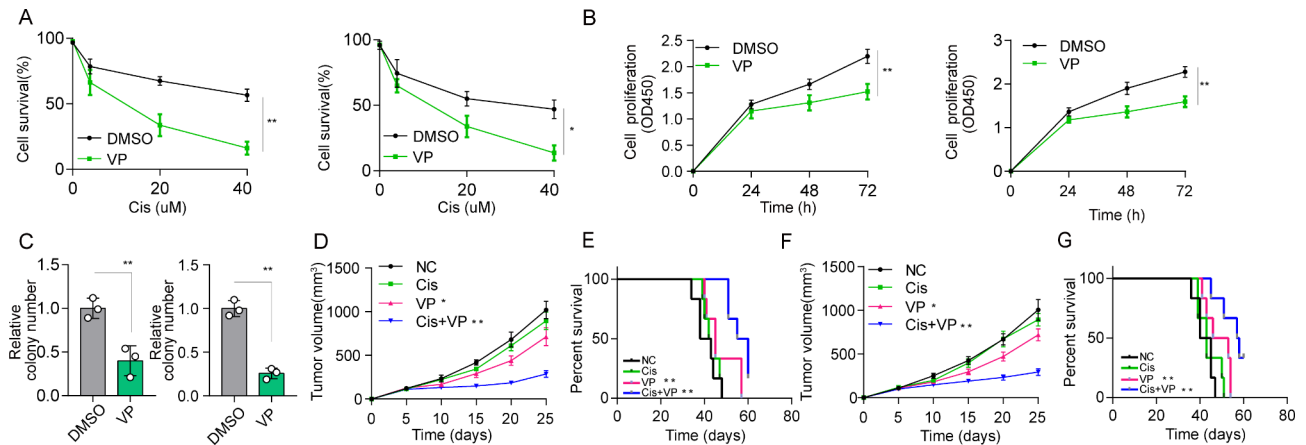 A
Cell survival(%)
100
50
0
DMSO
VP
**
0
20
40
Cis (uM)
Cell survival(%)
100
50
0
DMSO
VP
*
0
20
40
Cis (uM)
B
Cell proliferation
(OD450)
2.5
2.0
1.5
1.0
0.5
0.0
DMSO
VP
**
0
24
48
72
Time (h)
Cell proliferation
(OD450)
3
2
1
0
DMSO
VP
**
0
24
48
72
Time (h)
C
Relative
colony number
1.5
1.0
0.5
0.0
**
DMSO
VP
Relative
colony number
1.5
1.0
0.5
0.0
**
DMSO
VP
D
Tumor volume(mm³)
1500
1000
500
0
NC
Cis
VP *
Cis+VP **
0
5
10
15
20
25
Time (days)
E
Percent survival
100
50
0
NC
Cis
VP **
Cis+VP **
0
20
40
60
80
Time (days)
F
Tumor volume(mm³)
1500
1000
500
0
NC
Cis
VP *
Cis+VP **
0
5
10
15
20
25
Time (days)
G
Percent survival
100
50
0
NC
Cis
VP **
Cis+VP **
0
20
40
60
80
Time (days)